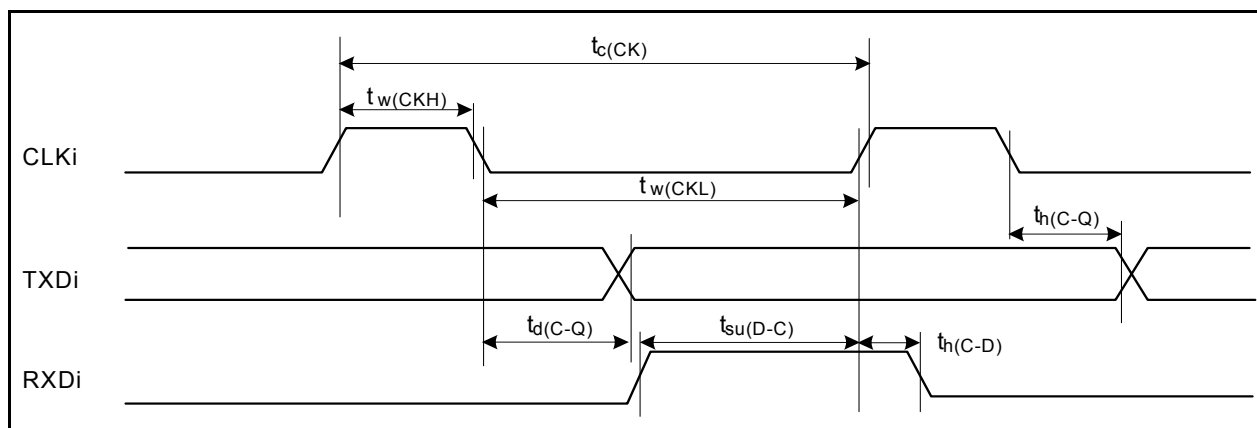 tc(CK)
tw(CKH)
CLKi
tw(CKL)
th(C-Q)
TXDi
td(C-Q)
tsu(D-C)
th(C-D)
RXDi